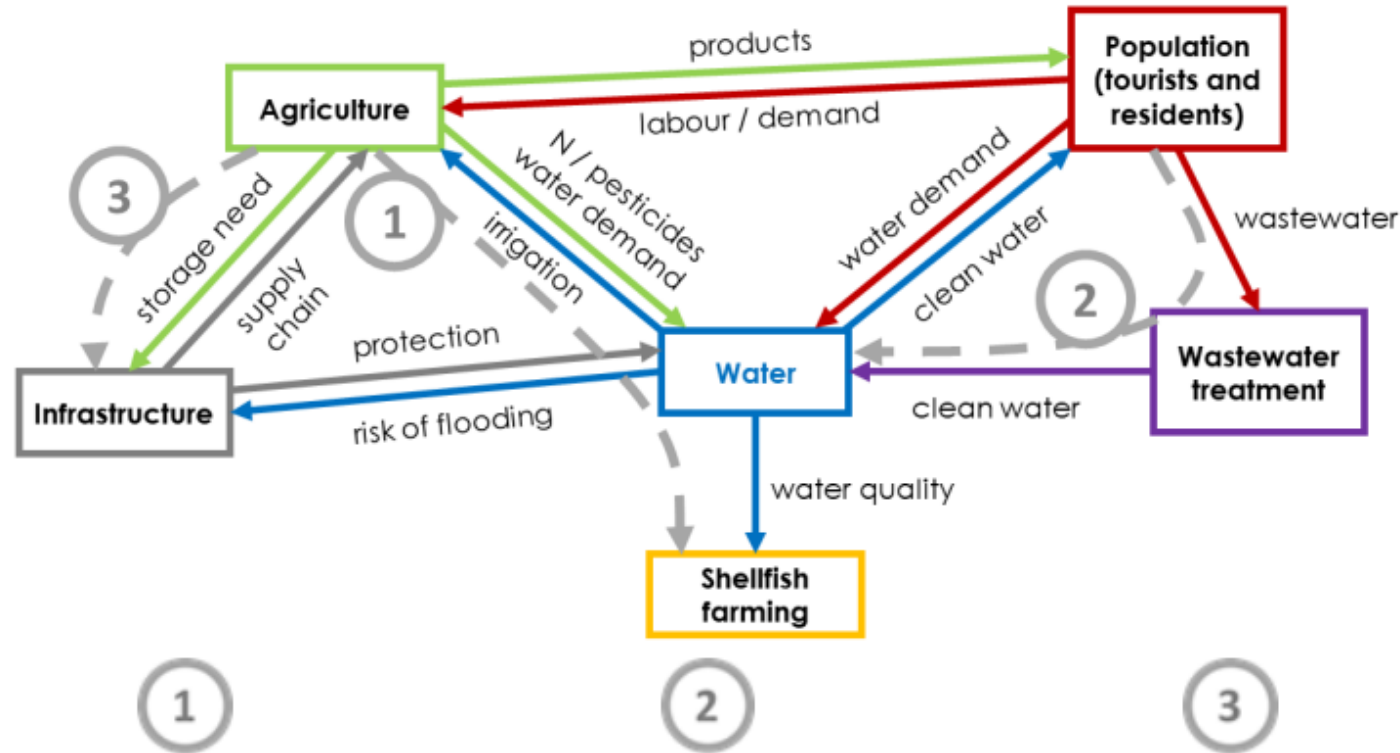 products
Population
(tourists and
residents)
Agriculture
labour / demand
3
1
N / pesticides
water demand
irrigation
water demand
clean water
wastewater
storage need
supply
chain
2
protection
Infrastructure
Water
Wastewater
treatment
risk of flooding
clean water
water quality
Shellfish
farming
1
2
3